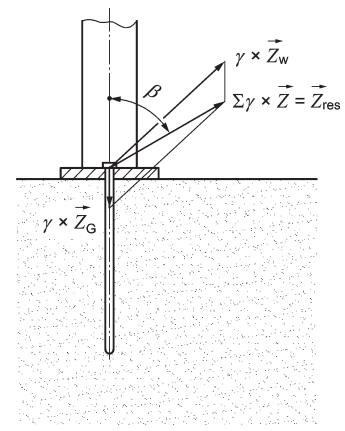 γ × Z⃗w
β
Σγ × Z⃗ = Z⃗res
γ × Z⃗G